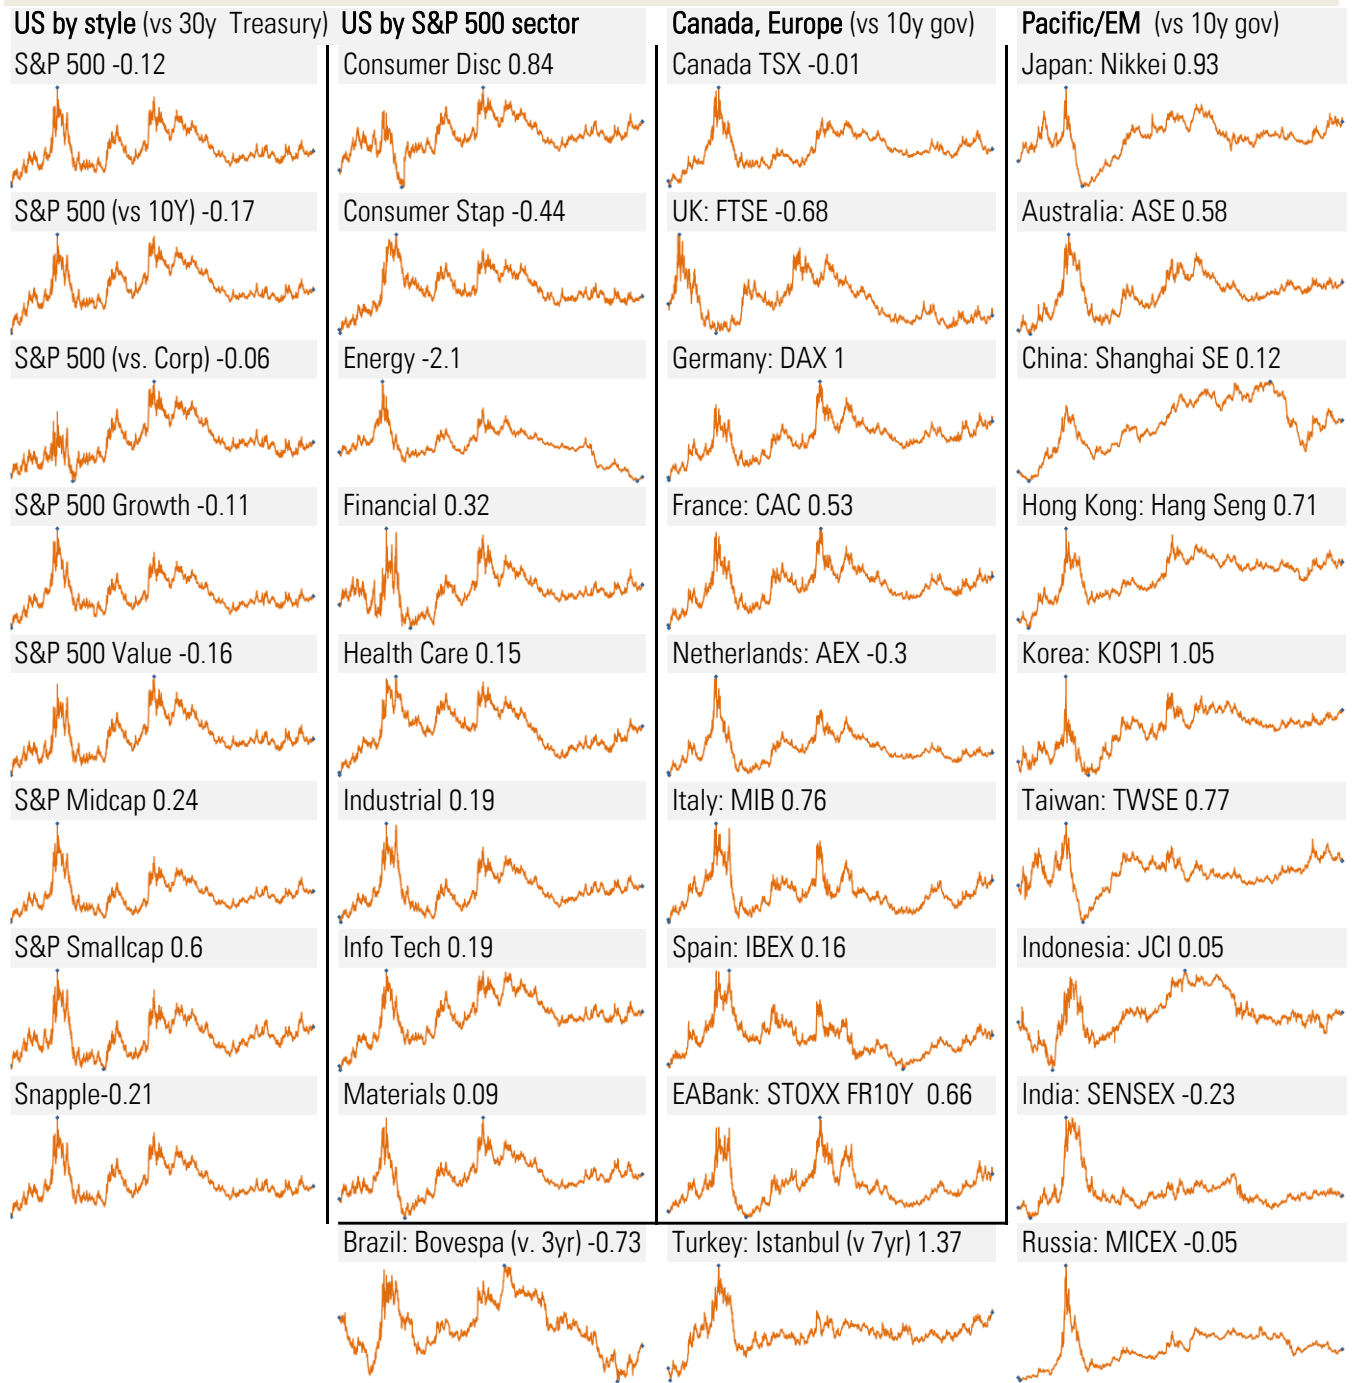 US by style (vs 30y Treasury)
S&P 500 -0.12
S&P 500 (vs 10Y) -0.17
S&P 500 (vs. Corp) -0.06
S&P 500 Growth -0.11
S&P 500 Value -0.16
S&P Midcap 0.24
S&P Smallcap 0.6
Snapple-0.21
US by S&P 500 sector
Consumer Disc 0.84
Consumer Stap -0.44
Energy -2.1
Financial 0.32
Health Care 0.15
Industrial 0.19
Info Tech 0.19
Materials 0.09
Brazil: Bovespa (v. 3yr) -0.73
Canada, Europe (vs 10y gov)
Canada TSX -0.01
UK: FTSE -0.68
Germany: DAX 1
France: CAC 0.53
Netherlands: AEX -0.3
Italy: MIB 0.76
Spain: IBEX 0.16
EABank: STOXX FR10Y 0.66
Turkey: Istanbul (v 7yr) 1.37
Pacific/EM (vs 10y gov)
Japan: Nikkei 0.93
Australia: ASE 0.58
China: Shanghai SE 0.12
Hong Kong: Hang Seng 0.71
Korea: KOSPI 1.05
Taiwan: TWSE 0.77
Indonesia: JCI 0.05
India: SENSEX -0.23
Russia: MICEX -0.05